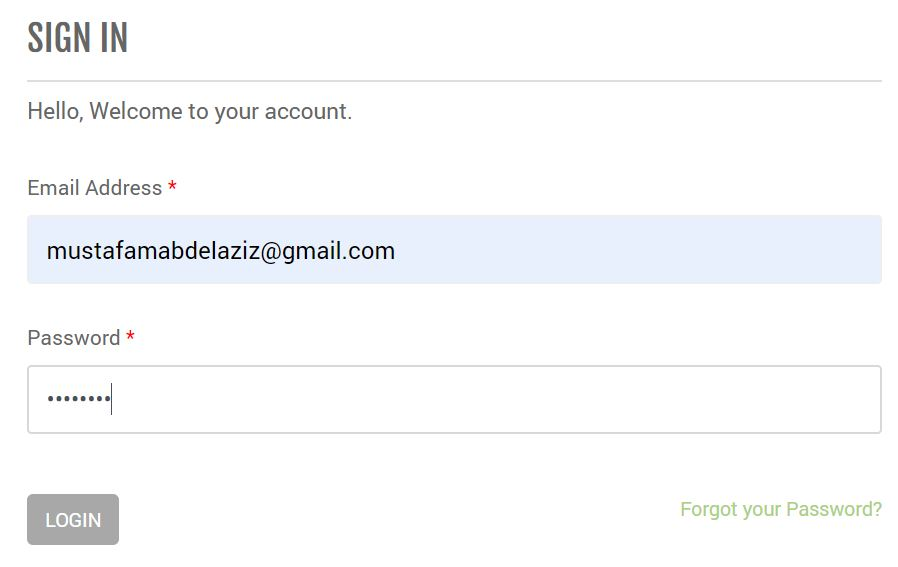 SIGN IN
Hello, Welcome to your account.
Email Address *
mustafamabdelaziz@gmail.com
Password *
••••••••
LOGIN
Forgot your Password?